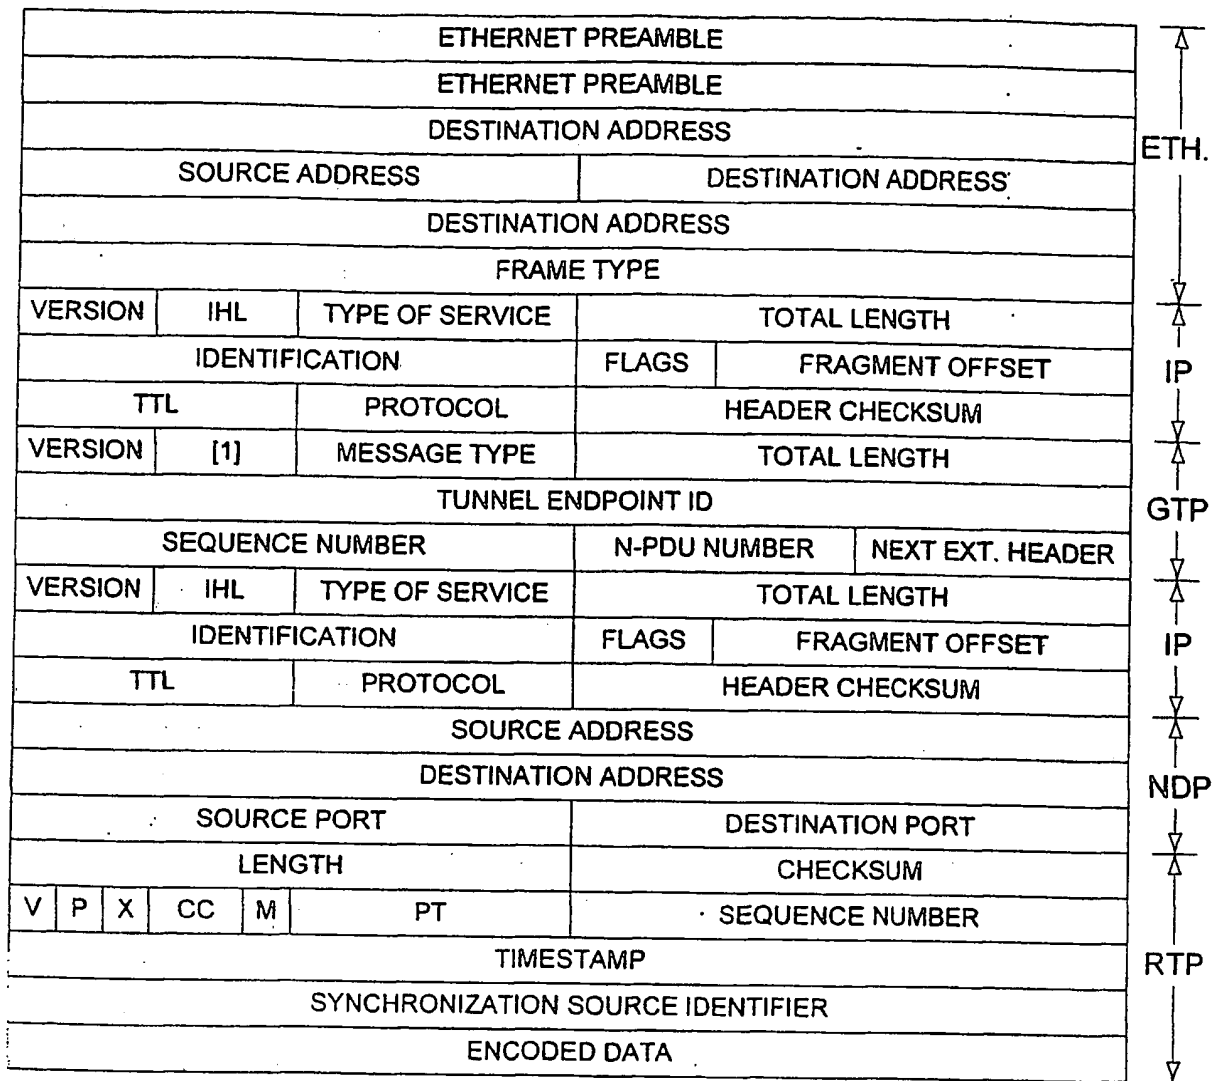 ETHERNET PREAMBLE
ETHERNET PREAMBLE
DESTINATION ADDRESS
ETH.
SOURCE ADDRESS DESTINATION ADDRESS
DESTINATION ADDRESS
FRAME TYPE
VERSION IHL TYPE OF SERVICE TOTAL LENGTH
IDENTIFICATION FLAGS FRAGMENT OFFSET IP
TTL PROTOCOL HEADER CHECKSUM
VERSION [1] MESSAGE TYPE TOTAL LENGTH
TUNNEL ENDPOINT ID GTP
SEQUENCE NUMBER N-PDU NUMBER NEXT EXT. HEADER
VERSION IHL TYPE OF SERVICE TOTAL LENGTH
IDENTIFICATION FLAGS FRAGMENT OFFSET IP
TTL PROTOCOL HEADER CHECKSUM
SOURCE ADDRESS
DESTINATION ADDRESS NDP
SOURCE PORT DESTINATION PORT
LENGTH CHECKSUM
V P X CC M PT SEQUENCE NUMBER
TIMESTAMP RTP
SYNCHRONIZATION SOURCE IDENTIFIER
ENCODED DATA